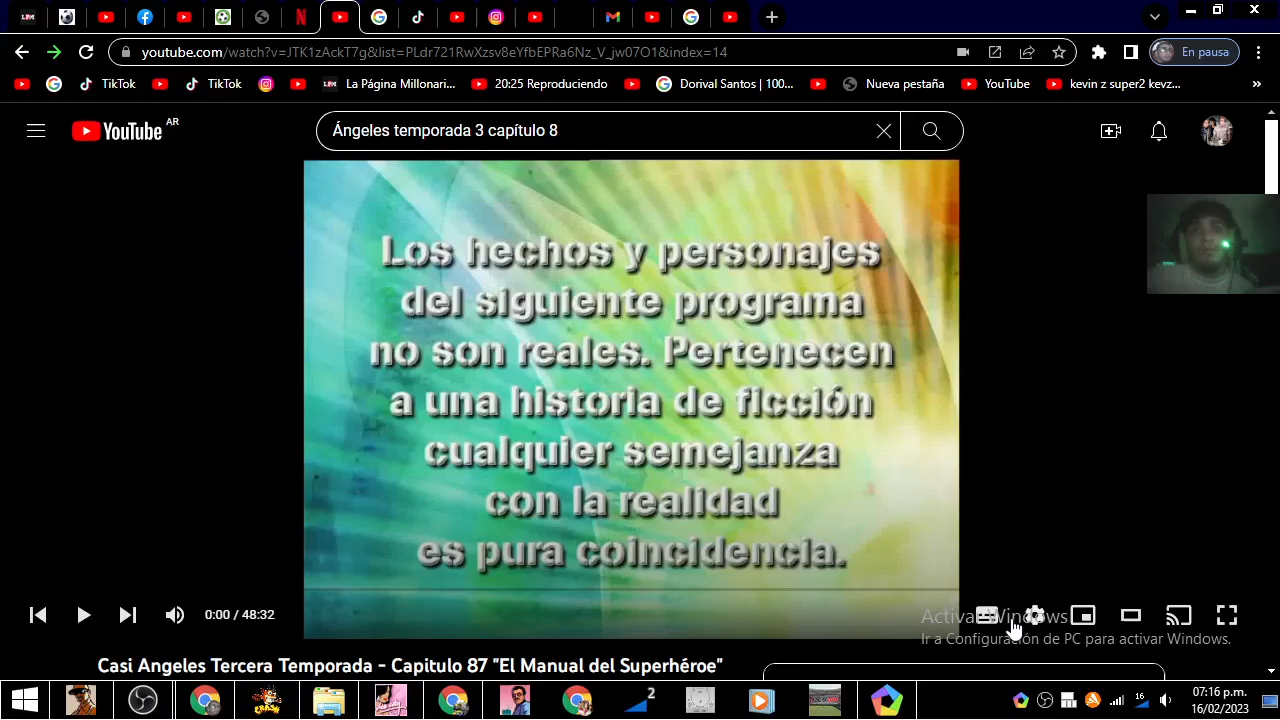 youtube.com/watch?v=JTK1zAckT7g&list=PLdr721RwXzsv8eYfbEPRa6Nz_V_jw07O1&index=14
En pausa
TikTok
TikTok
LPM
La Página Millonari...
20:25 Reproduciendo
Dorival Santos | 100...
Nueva pestaña
YouTube
kevin z super2 kevz...
»
YouTube AR
Ángeles temporada 3 capítulo 8
Los hechos y personajes
del siguiente programa
no son reales. Pertenecen
a una historia de ficción
cualquier semejanza
con la realidad
es pura coincidencia.
0:00 / 48:32
Activar Windows
Ir a Configuración de PC para activar Windows.
Casi Angeles Tercera Temporada - Capitulo 87 "El Manual del Superhéroe"
2
16
07:16 p.m.
16/02/2023